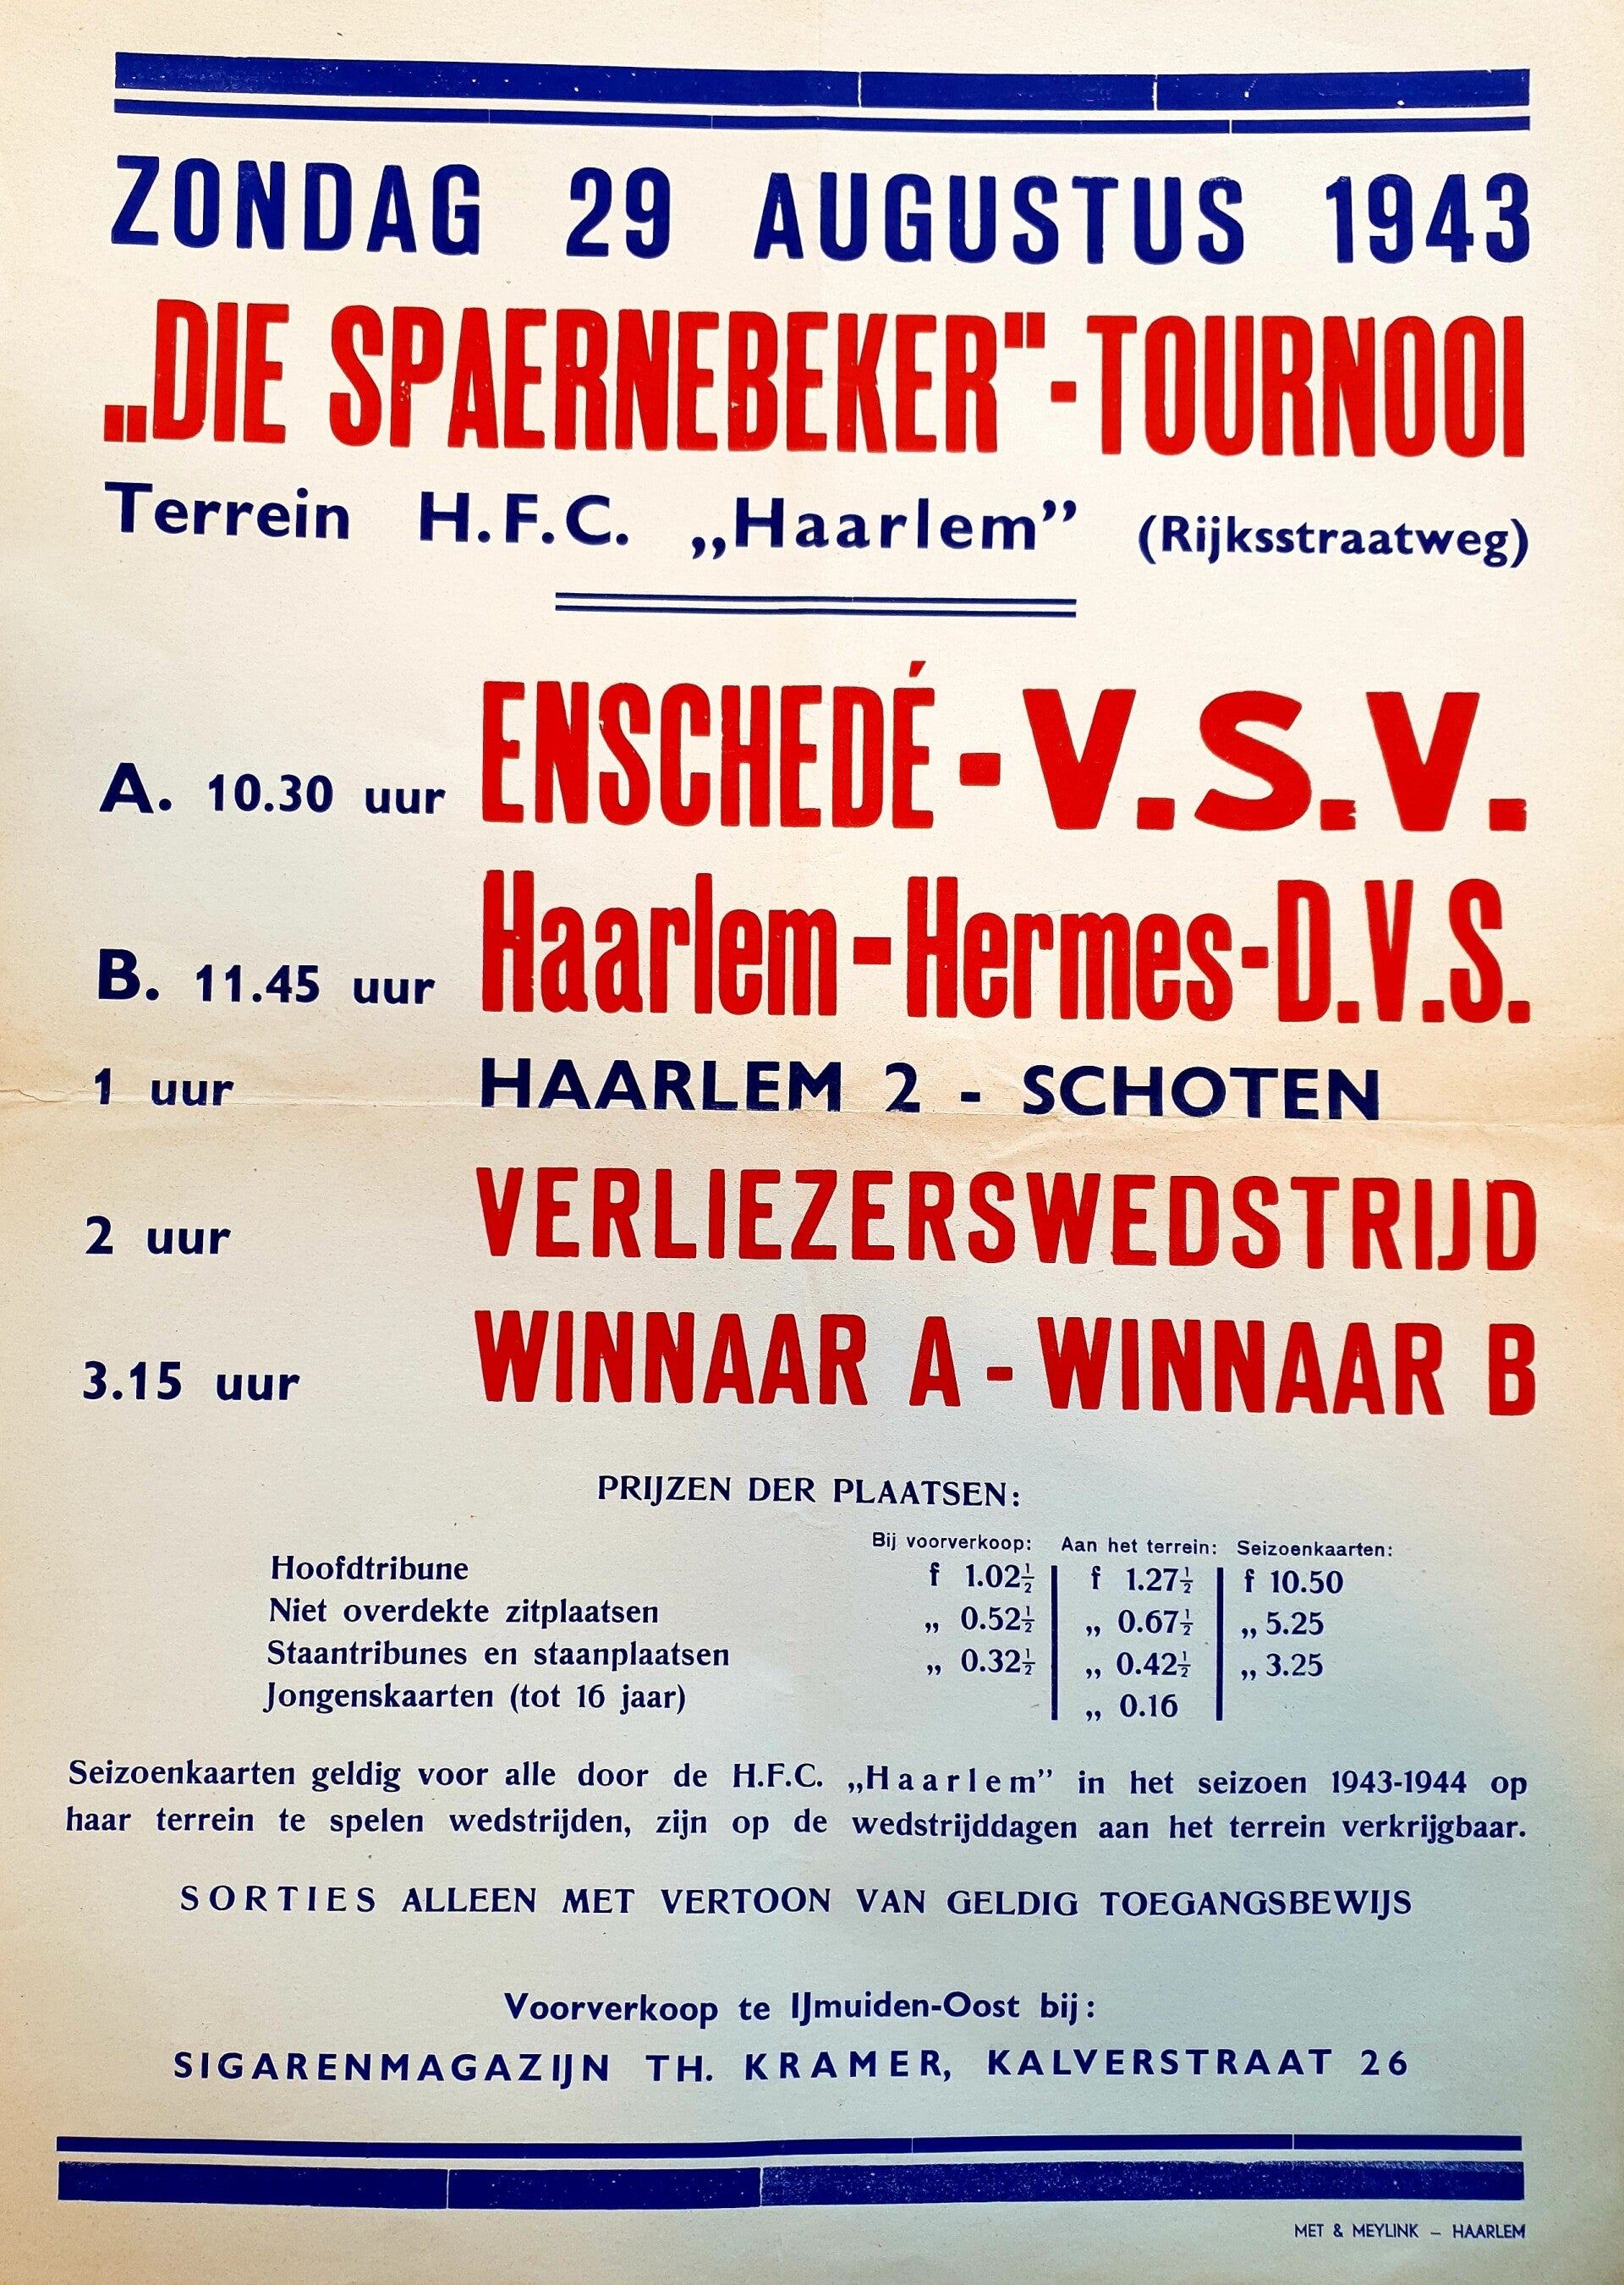 ZONDAG 29 AUGUSTUS 1943
„DIE SPAERNEBEKER"-TOURNOOI
Terrein H.F.C. „Haarlem” (Rijksstraatweg)
A. 10.30 uur ENSCHEDÉ - V.S.V.
B. 11.45 uur Haarlem - Hermes-D.V.S.
1 uur HAARLEM 2 - SCHOTEN
2 uur VERLIEZERSWEDSTRIJD
3.15 uur WINNAAR A - WINNAAR B
PRIJZEN DER PLAATSEN:
Bij voorverkoop: Aan het terrein: Seizoenkaarten:
Hoofdtribune f 1.02½ f 1.27½ f 10.50
Niet overdekte zitplaatsen „ 0.52½ „ 0.67½ „ 5.25
Staantribunes en staanplaatsen „ 0.32½ „ 0.42½ „ 3.25
Jongenskaarten (tot 16 jaar) „ 0.16
Seizoenkaarten geldig voor alle door de H.F.C. „Haarlem” in het seizoen 1943-1944 op
haar terrein te spelen wedstrijden, zijn op de wedstrijddagen aan het terrein verkrijgbaar.
SORTIES ALLEEN MET VERTOON VAN GELDIG TOEGANGSBEWIJS
Voorverkoop te IJmuiden-Oost bij:
SIGARENMAGAZIJN TH. KRAMER, KALVERSTRAAT 26
MET & MEYLINK – HAARLEM